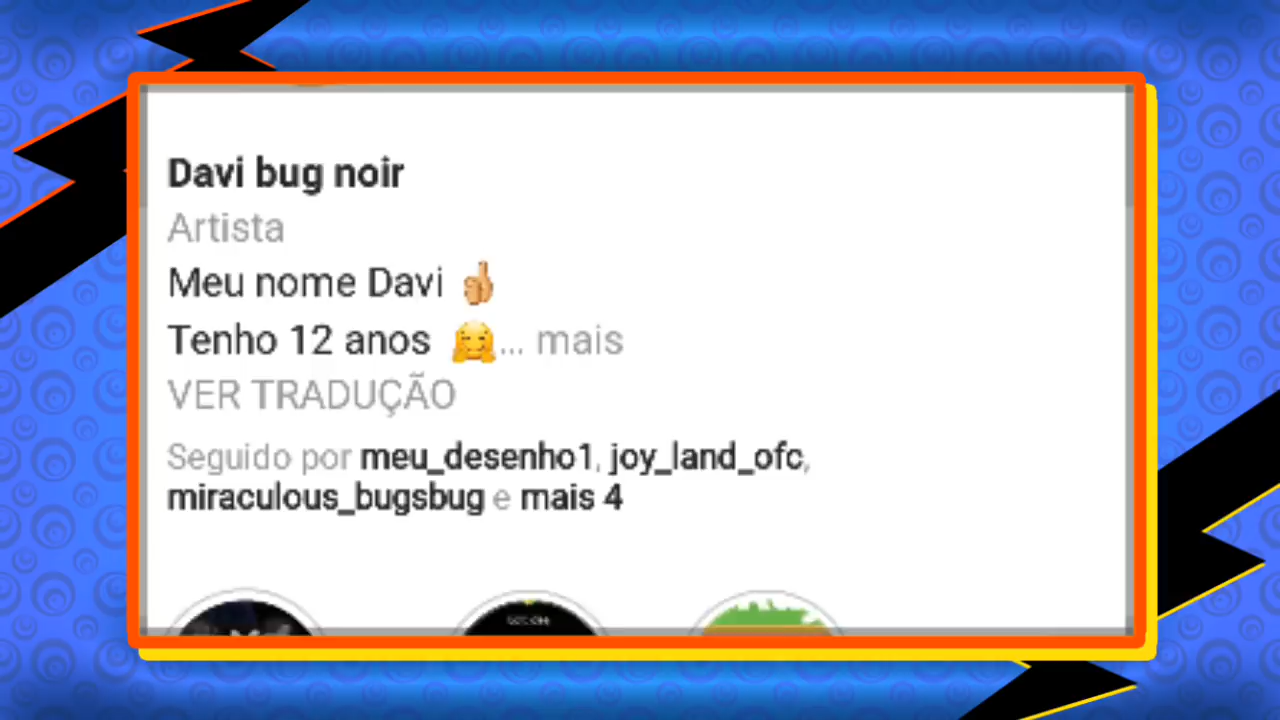 Davi bug noir
Artista
Meu nome Davi 👍
Tenho 12 anos 🤗... mais
VER TRADUÇÃO
Seguido por meu_desenho1, joy_land_ofc,
miraculous_bugsbug e mais 4